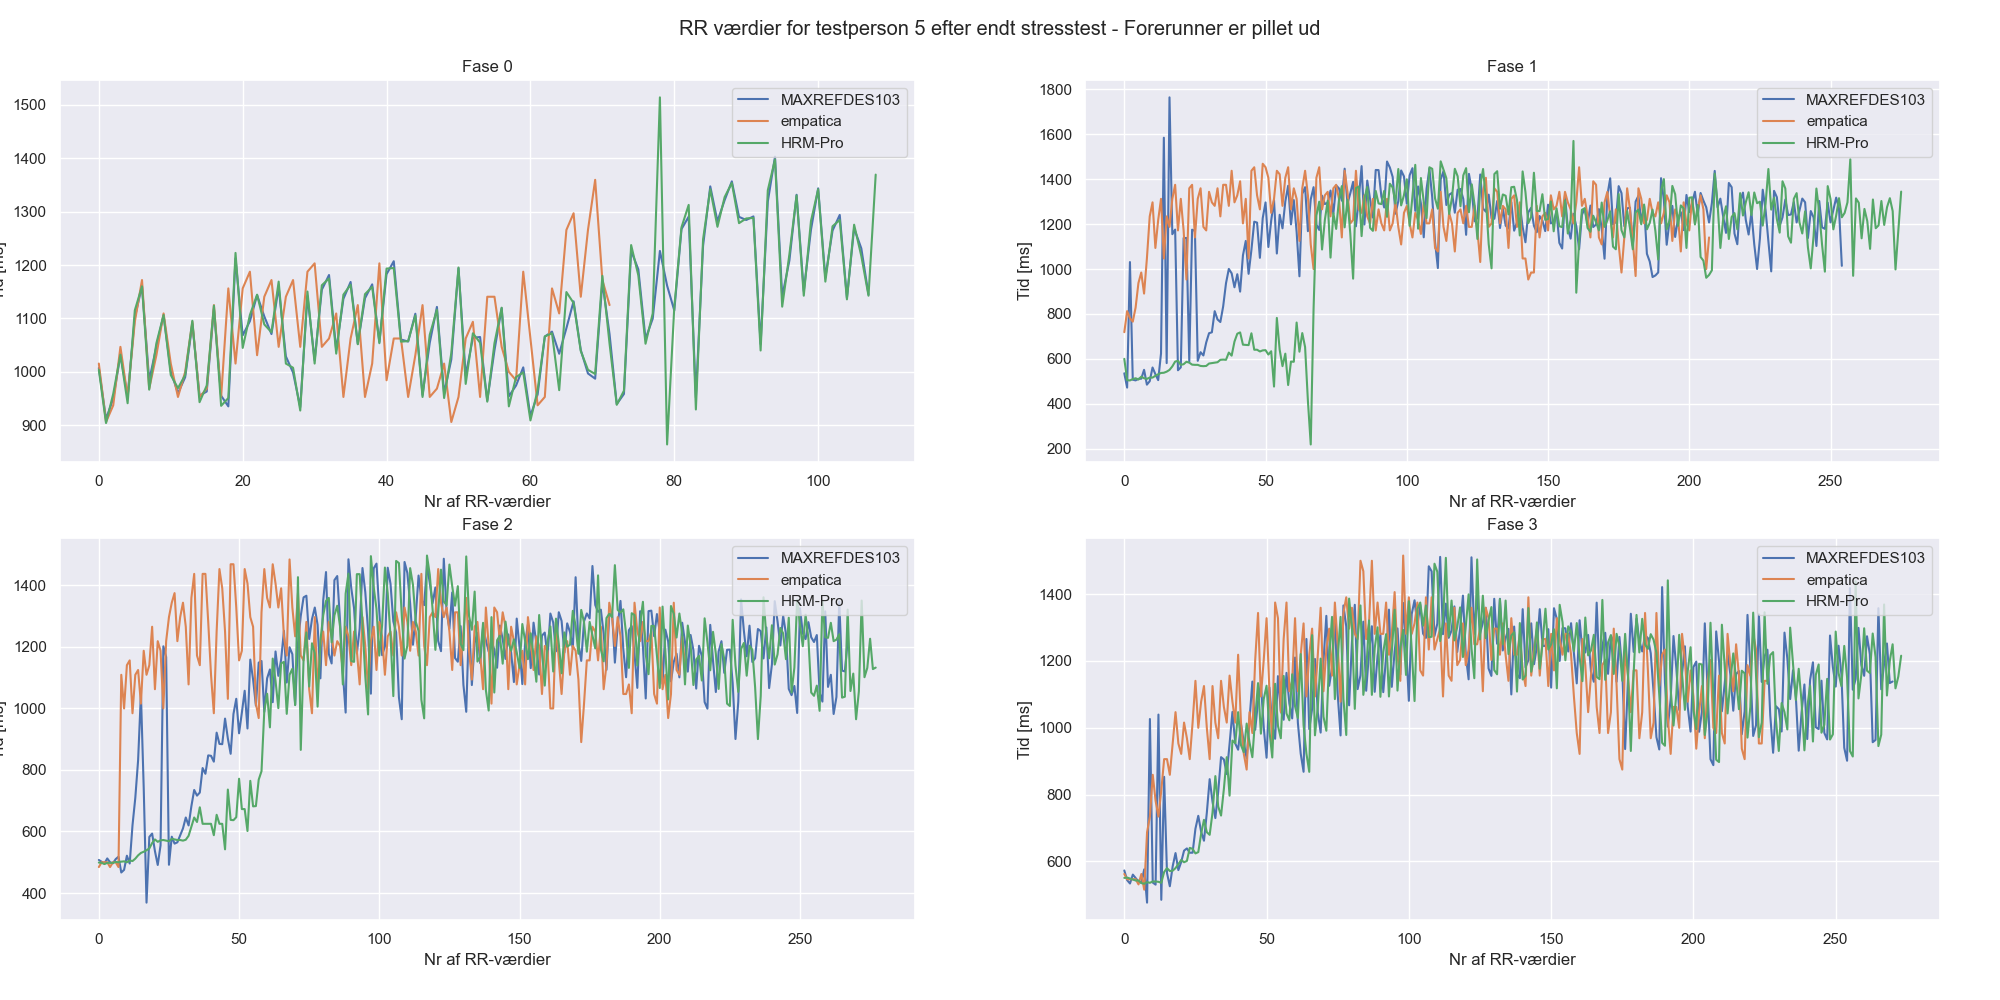 RR værdier for testperson 5 efter endt stresstest - Forerunner er pillet ud
Fase 0
1500
1400
1300
1200
1100
1000
900
0 20 40 60 80 100
Nr af RR-værdier
MAXREFDES103
empatica
HRM-Pro
Fase 1
Tid [ms]
1800
1600
1400
1200
1000
800
600
400
200
0 50 100 150 200 250
Nr af RR-værdier
MAXREFDES103
empatica
HRM-Pro
Fase 2
1400
1200
1000
800
600
400
0 50 100 150 200 250
Nr af RR-værdier
MAXREFDES103
empatica
HRM-Pro
Fase 3
Tid [ms]
1400
1200
1000
800
600
0 50 100 150 200 250
Nr af RR-værdier
MAXREFDES103
empatica
HRM-Pro